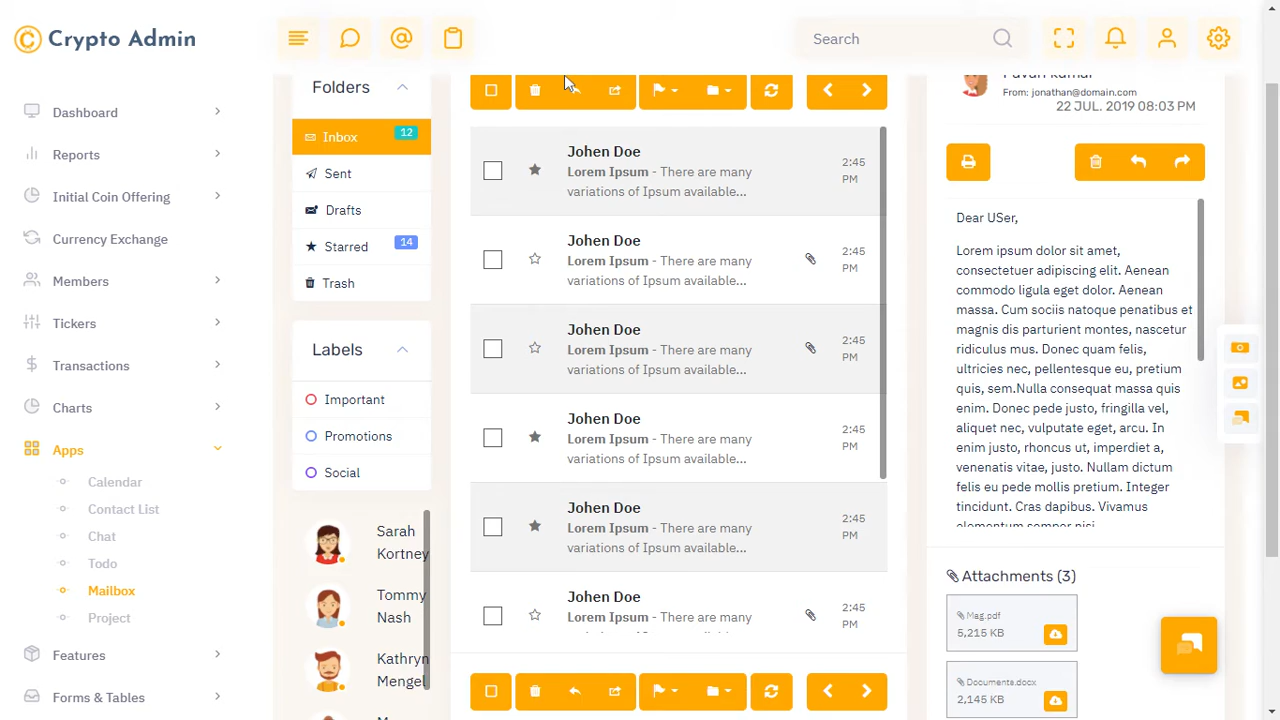 Crypto Admin
Search
Dashboard
Reports
Initial Coin Offering
Currency Exchange
Members
Tickers
Transactions
Charts
Apps
Calendar
Contact List
Chat
Todo
Mailbox
Project
Features
Forms & Tables
Folders
Inbox 12
Sent
Drafts
Starred 14
Trash
Labels
Important
Promotions
Social
Sarah
Kortney
Tommy
Nash
Kathryn
Mengel
Johen Doe
Lorem Ipsum - There are many
variations of Ipsum available...
2:45
PM
Johen Doe
Lorem Ipsum - There are many
variations of Ipsum available...
2:45
PM
Johen Doe
Lorem Ipsum - There are many
variations of Ipsum available...
2:45
PM
Johen Doe
Lorem Ipsum - There are many
variations of Ipsum available...
2:45
PM
Johen Doe
Lorem Ipsum - There are many
variations of Ipsum available...
2:45
PM
Johen Doe
Lorem Ipsum - There are many
2:45
PM
From: jonathan@domain.com
22 JUL. 2019 08:03 PM
Dear USer,
Lorem ipsum dolor sit amet,
consectetuer adipiscing elit. Aenean
commodo ligula eget dolor. Aenean
massa. Cum sociis natoque penatibus et
magnis dis parturient montes, nascetur
ridiculus mus. Donec quam felis,
ultricies nec, pellentesque eu, pretium
quis, sem.Nulla consequat massa quis
enim. Donec pede justo, fringilla vel,
aliquet nec, vulputate eget, arcu. In
enim justo, rhoncus ut, imperdiet a,
venenatis vitae, justo. Nullam dictum
felis eu pede mollis pretium. Integer
tincidunt. Cras dapibus. Vivamus
elementum semper nisi.
Attachments (3)
Mag.pdf
5,215 KB
Documents.docx
2,145 KB